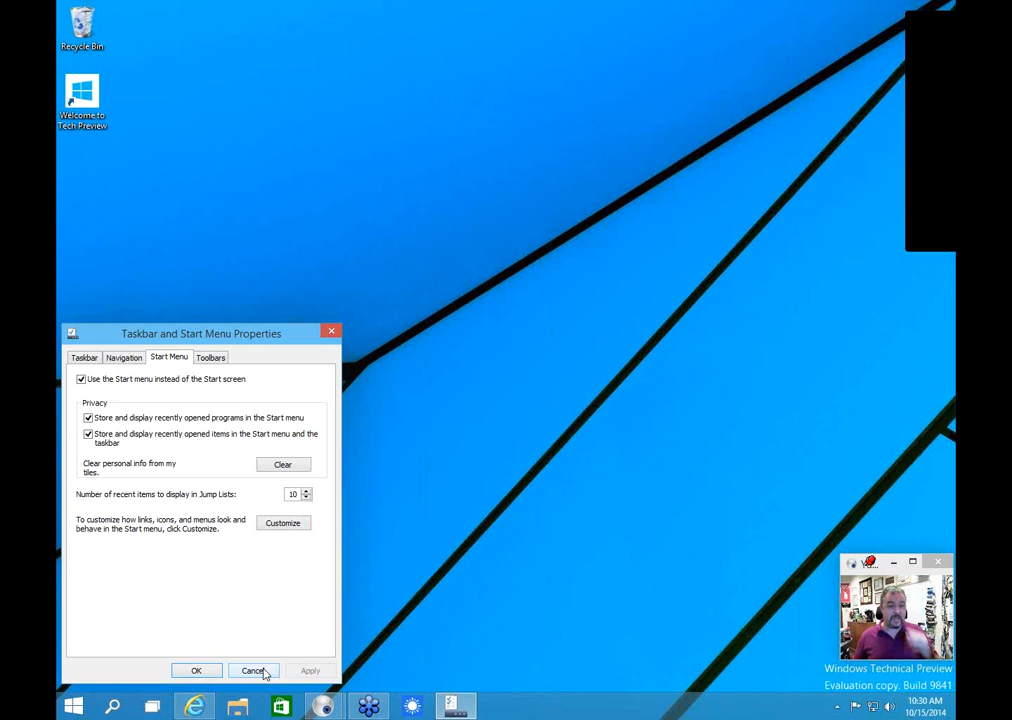 Recycle Bin
Welcome to
Tech Preview
Taskbar and Start Menu Properties
Taskbar
Navigation
Start Menu
Toolbars
Use the Start menu instead of the Start screen
Privacy
Store and display recently opened programs in the Start menu
Store and display recently opened items in the Start menu and the
taskbar
Clear personal info from my
tiles.
Clear
Number of recent items to display in Jump Lists:
10
To customize how links, icons, and menus look and
behave in the Start menu, click Customize.
Customize
OK
Cancel
Apply
Windows Technical Preview
Evaluation copy. Build 9841
10:30 AM
10/15/2014